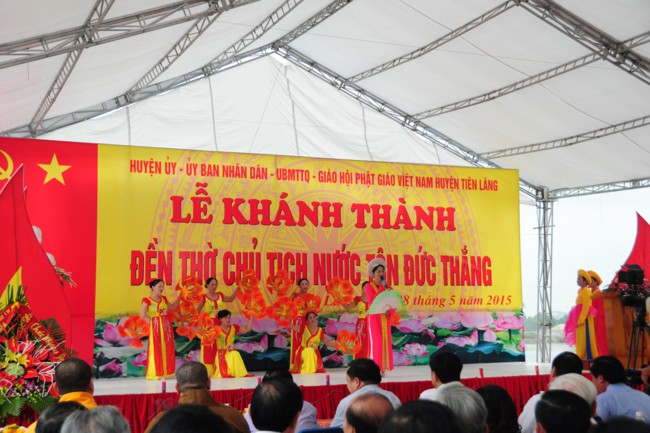 HUYỆN ỦY - ỦY BAN NHÂN DÂN - UBMTTQ - GIÁO HỘI PHẬT GIÁO VIỆT NAM HUYỆN TIÊN LÃNG
LỄ KHÁNH THÀNH
ĐỀN THỜ CHỦ TỊCH NƯỚC TÔN ĐỨC THẮNG
8 tháng 5 năm 2015